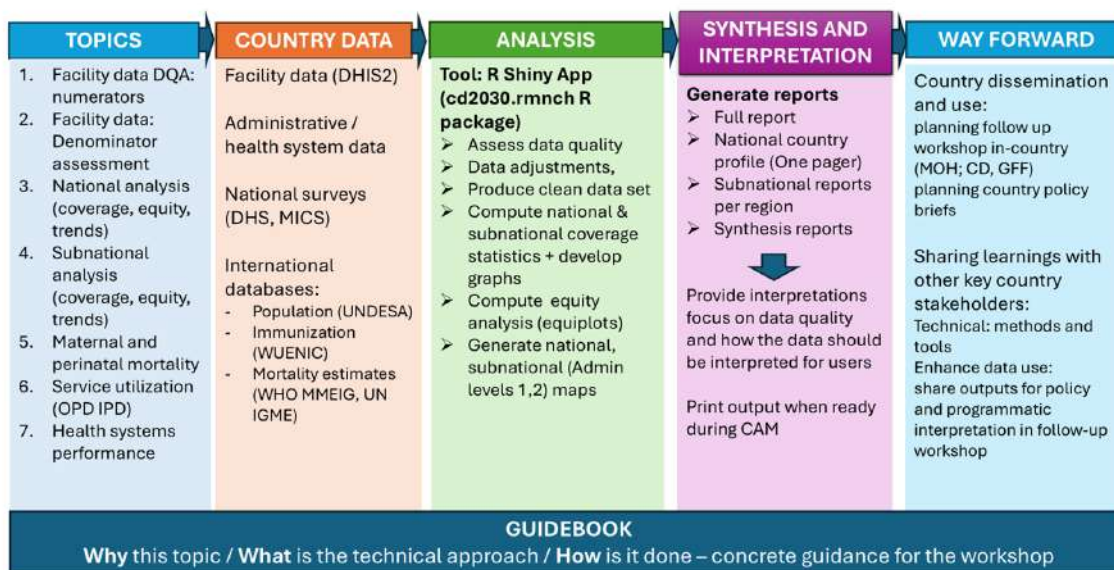 TOPICS
1. Facility data DQA:
numerators
2. Facility data:
Denominator
assessment
3. National analysis
(coverage, equity,
trends)
4. Subnational
analysis
(coverage, equity,
trends)
5. Maternal and
perinatal mortality
6. Service utilization
(OPD IPD)
7. Health systems
performance
COUNTRY DATA
Facility data (DHIS2)
Administrative /
health system data
National surveys
(DHS, MICS)
International
databases:
- Population (UNDESA)
- Immunization
(WUENIC)
- Mortality estimates
(WHO MMEIG, UN
IGME)
ANALYSIS
Tool: R Shiny App
(cd2030.rmnch R
package)
➢ Assess data quality
➢ Data adjustments,
➢ Produce clean data set
➢ Compute national &
subnational coverage
statistics + develop
graphs
➢ Compute equity
analysis (equiplots)
➢ Generate national,
subnational (Admin
levels 1,2) maps
SYNTHESIS AND
INTERPRETATION
Generate reports
➢ Full report
➢ National country
profile (One pager)
➢ Subnational reports
per region
➢ Synthesis reports
Provide interpretations
focus on data quality
and how the data should
be interpreted for users
Print output when ready
during CAM
WAY FORWARD
Country dissemination
and use:
planning follow up
workshop in-country
(MOH; CD, GFF)
planning country policy
briefs
Sharing learnings with
other key country
stakeholders:
Technical: methods and
tools
Enhance data use:
share outputs for policy
and programmatic
interpretation in follow-up
workshop
GUIDEBOOK
Why this topic / What is the technical approach / How is it done – concrete guidance for the workshop